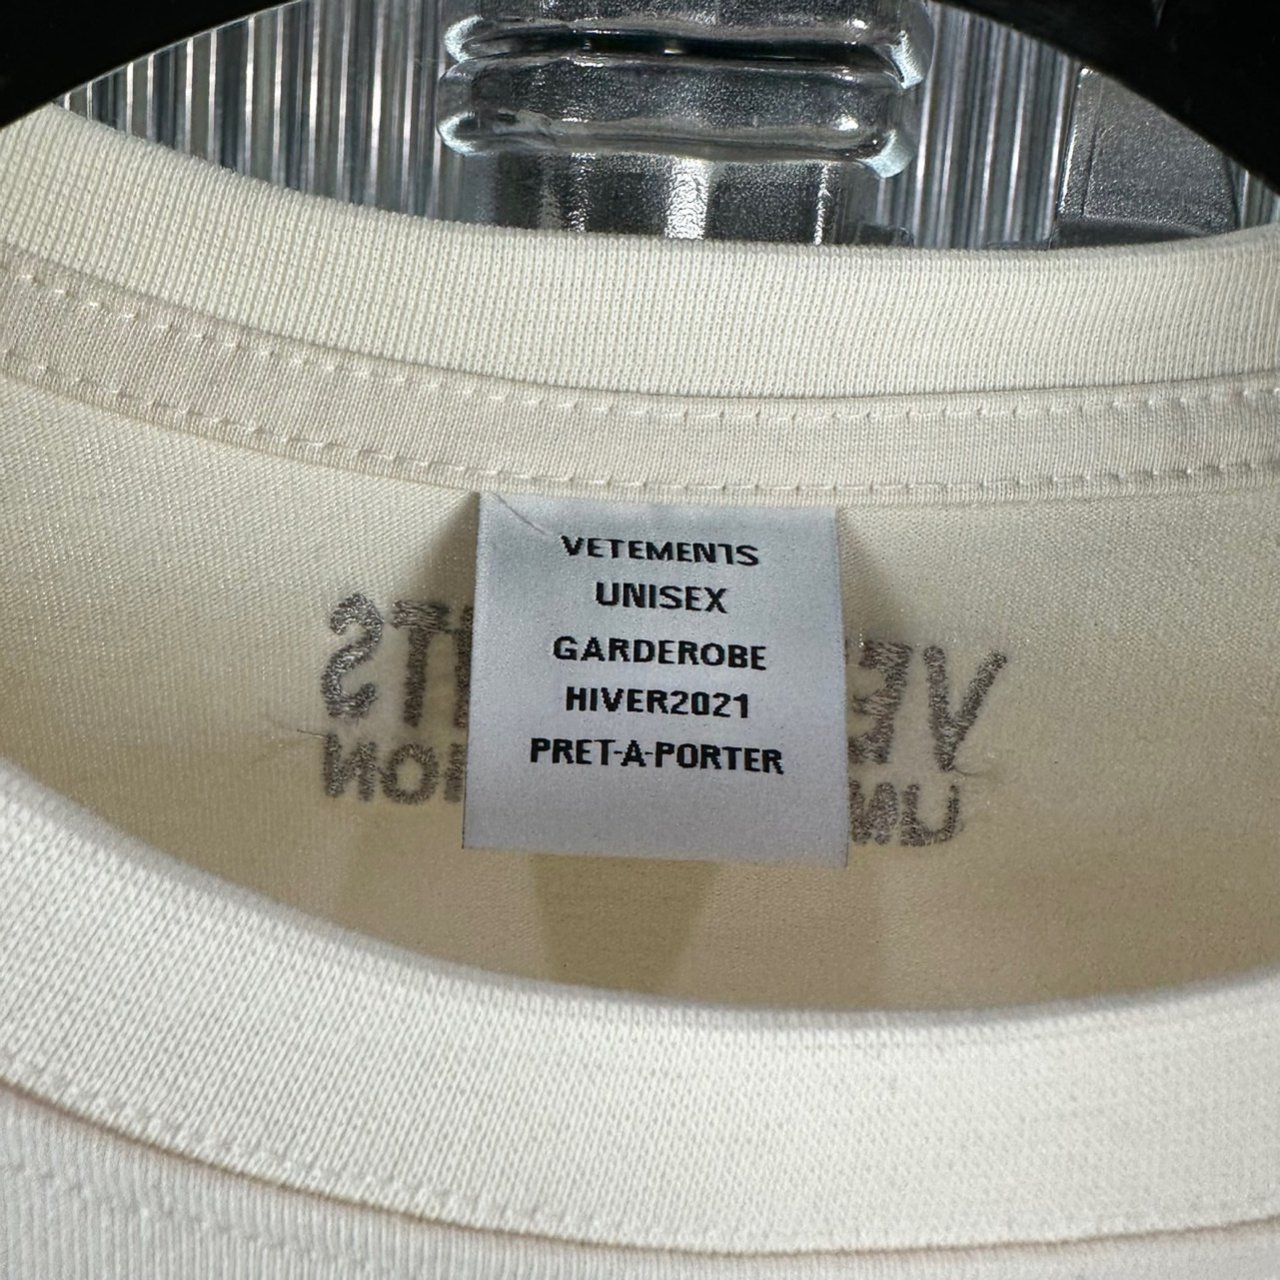 VETEMENTS
UNISEX
GARDEROBE
HIVER2021
PRET-A-PORTER